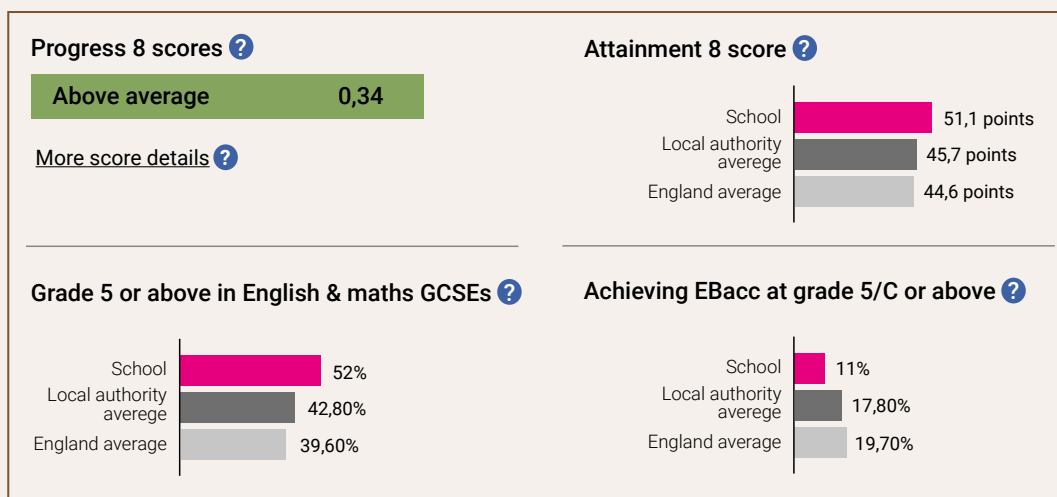 Progress 8 scores ?
Above average 0,34
More score details ?
Attainment 8 score ?
School 51,1 points
Local authority
averege 45,7 points
England average 44,6 points
Grade 5 or above in English & maths GCSEs ?
School 52%
Local authority
averege 42,80%
England average 39,60%
Achieving EBacc at grade 5/C or above ?
School 11%
Local authority
averege 17,80%
England average 19,70%